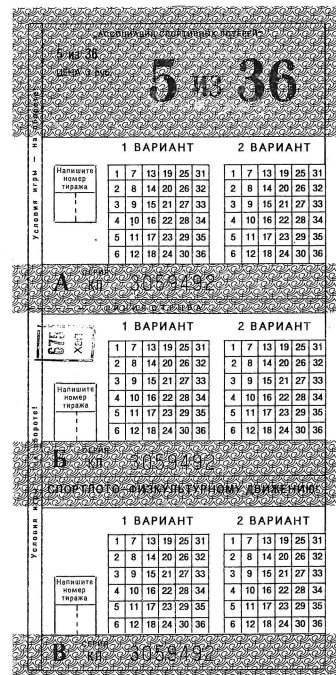 "АССОЦИАЦИЯ СПОРТИВНЫХ ЛОТЕРЕЙ"
5 из 36
ЦЕНА 3 руб.
5 из 36
Условия игры — на обороте!
1 ВАРИАНТ 2 ВАРИАНТ
Напишите
номер
тиража
1 7 13 19 25 31 1 7 13 19 25 31
2 8 14 20 26 32 2 8 14 20 26 32
3 9 15 21 27 33 3 9 15 21 27 33
4 10 16 22 28 34 4 10 16 22 28 34
5 11 17 23 29 35 5 11 17 23 29 35
6 12 18 24 30 36 6 12 18 24 30 36
А СЕРИЯ КЛ 3059492
ЛИНИЯ ОТРЫВА
1 ВАРИАНТ 2 ВАРИАНТ
675
Напишите
номер
тиража
1 7 13 19 25 31 1 7 13 19 25 31
2 8 14 20 26 32 2 8 14 20 26 32
3 9 15 21 27 33 3 9 15 21 27 33
4 10 16 22 28 34 4 10 16 22 28 34
5 11 17 23 29 35 5 11 17 23 29 35
6 12 18 24 30 36 6 12 18 24 30 36
Б СЕРИЯ КЛ 3059492
СПОРТЛОТО—ФИЗКУЛЬТУРНОМУ ДВИЖЕНИЮ!
Условия игры — на обороте!
1 ВАРИАНТ 2 ВАРИАНТ
Напишите
номер
тиража
1 7 13 19 25 31 1 7 13 19 25 31
2 8 14 20 26 32 2 8 14 20 26 32
3 9 15 21 27 33 3 9 15 21 27 33
4 10 16 22 28 34 4 10 16 22 28 34
5 11 17 23 29 35 5 11 17 23 29 35
6 12 18 24 30 36 6 12 18 24 30 36
В СЕРИЯ КЛ 3059492